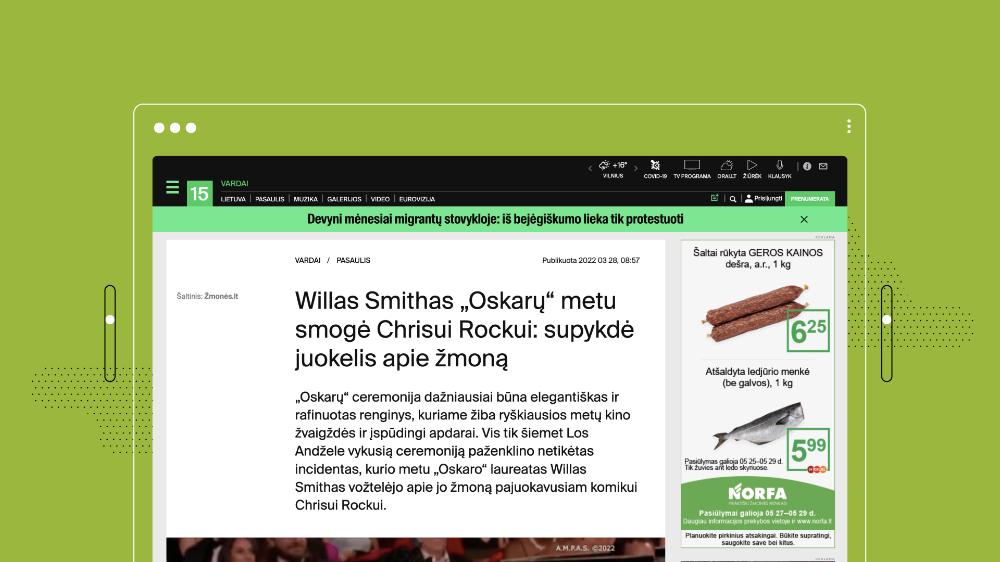 +16°
VILNIUS
COVID-19
TV PROGRAMA
ORAI.LT
ŽIŪRĖK
KLAUSYK
15
VARDAI
LIETUVA
PASAULIS
MUZIKA
GALERIJOS
VIDEO
EUROVIZIJA
Prisijungti
PRENUMERATA
Devyni mėnesiai migrantų stovykloje: iš bejėgiškumo lieka tik protestuoti
VARDAI / PASAULIS
Publikuota 2022 03 28, 08:57
Šaltinis: Žmonės.lt
Willas Smithas „Oskarų“ metu
smogė Chrisui Rockui: supykdė
juokelis apie žmoną
„Oskarų“ ceremonija dažniausiai būna elegantiškas ir
rafinuotas renginys, kuriame žiba ryškiausios metų kino
žvaigždės ir įspūdingi apdarai. Vis tik šiemet Los
Andžele vykusią ceremoniją paženklino netikėtas
incidentas, kurio metu „Oskaro“ laureatas Willas
Smithas vožtelėjo apie jo žmoną pajuokavusiam komikui
Chrisui Rockui.
A.M.P.A.S. ©2022
REKLAMA
Šaltai rūkyta GEROS KAINOS
dešra, a.r., 1 kg
6 25
Atšaldyta ledjūrio menkė
(be galvos), 1 kg
5 99
Pasiūlymas galioja 05 25–05 29 d.
Tik žuvies ant ledo skyriuose.
H X XL XXL
NORFA
PRAKTIŠKI ŽMONĖS RENKASI
Pasiūlymai galioja 05 27–05 29 d.
Daugiau informacijos prekybos vietoje ir www.norfa.lt
Planuokite pirkinius atsakingai. Būkite supratingi,
saugokite save bei kitus.
REKLAMA